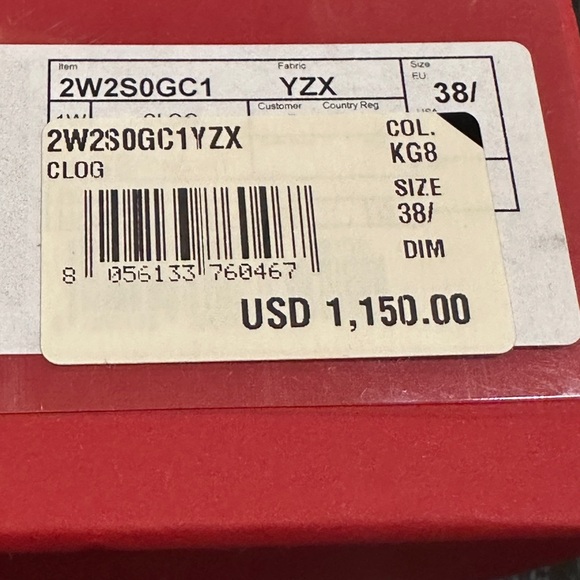 Item Fabric Size
2W2S0GC1 YZX EU 38/
Customer Country Reg
2W2S0GC1YZX COL.
CLOG KG8
SIZE
38/
DIM
8 056133 760467
USD 1,150.00